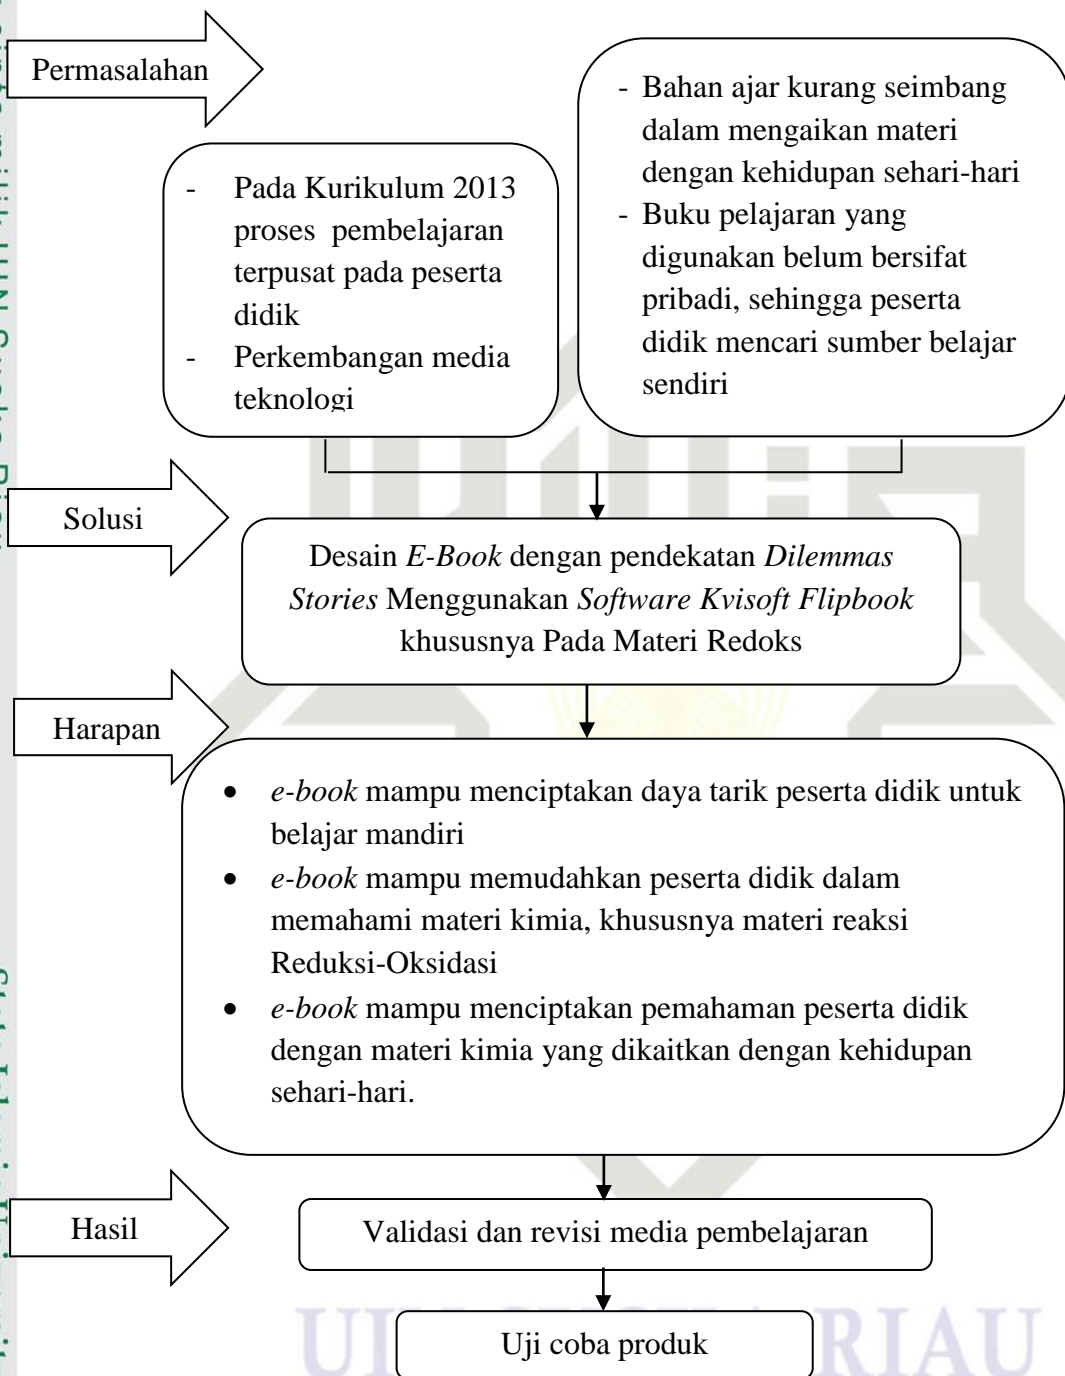 Permasalahan
- Pada Kurikulum 2013
proses pembelajaran
terpusat pada peserta
didik
- Perkembangan media
teknologi
- Bahan ajar kurang seimbang
dalam mengaikan materi
dengan kehidupan sehari-hari
- Buku pelajaran yang
digunakan belum bersifat
pribadi, sehingga peserta
didik mencari sumber belajar
sendiri
Solusi
Desain E-Book dengan pendekatan Dilemmas
Stories Menggunakan Software Kvisoft Flipbook
khususnya Pada Materi Redoks
Harapan
• e-book mampu menciptakan daya tarik peserta didik untuk
belajar mandiri
• e-book mampu memudahkan peserta didik dalam
memahami materi kimia, khususnya materi reaksi
Reduksi-Oksidasi
• e-book mampu menciptakan pemahaman peserta didik
dengan materi kimia yang dikaitkan dengan kehidupan
sehari-hari.
Hasil
Validasi dan revisi media pembelajaran
Uji coba produk
RIAU